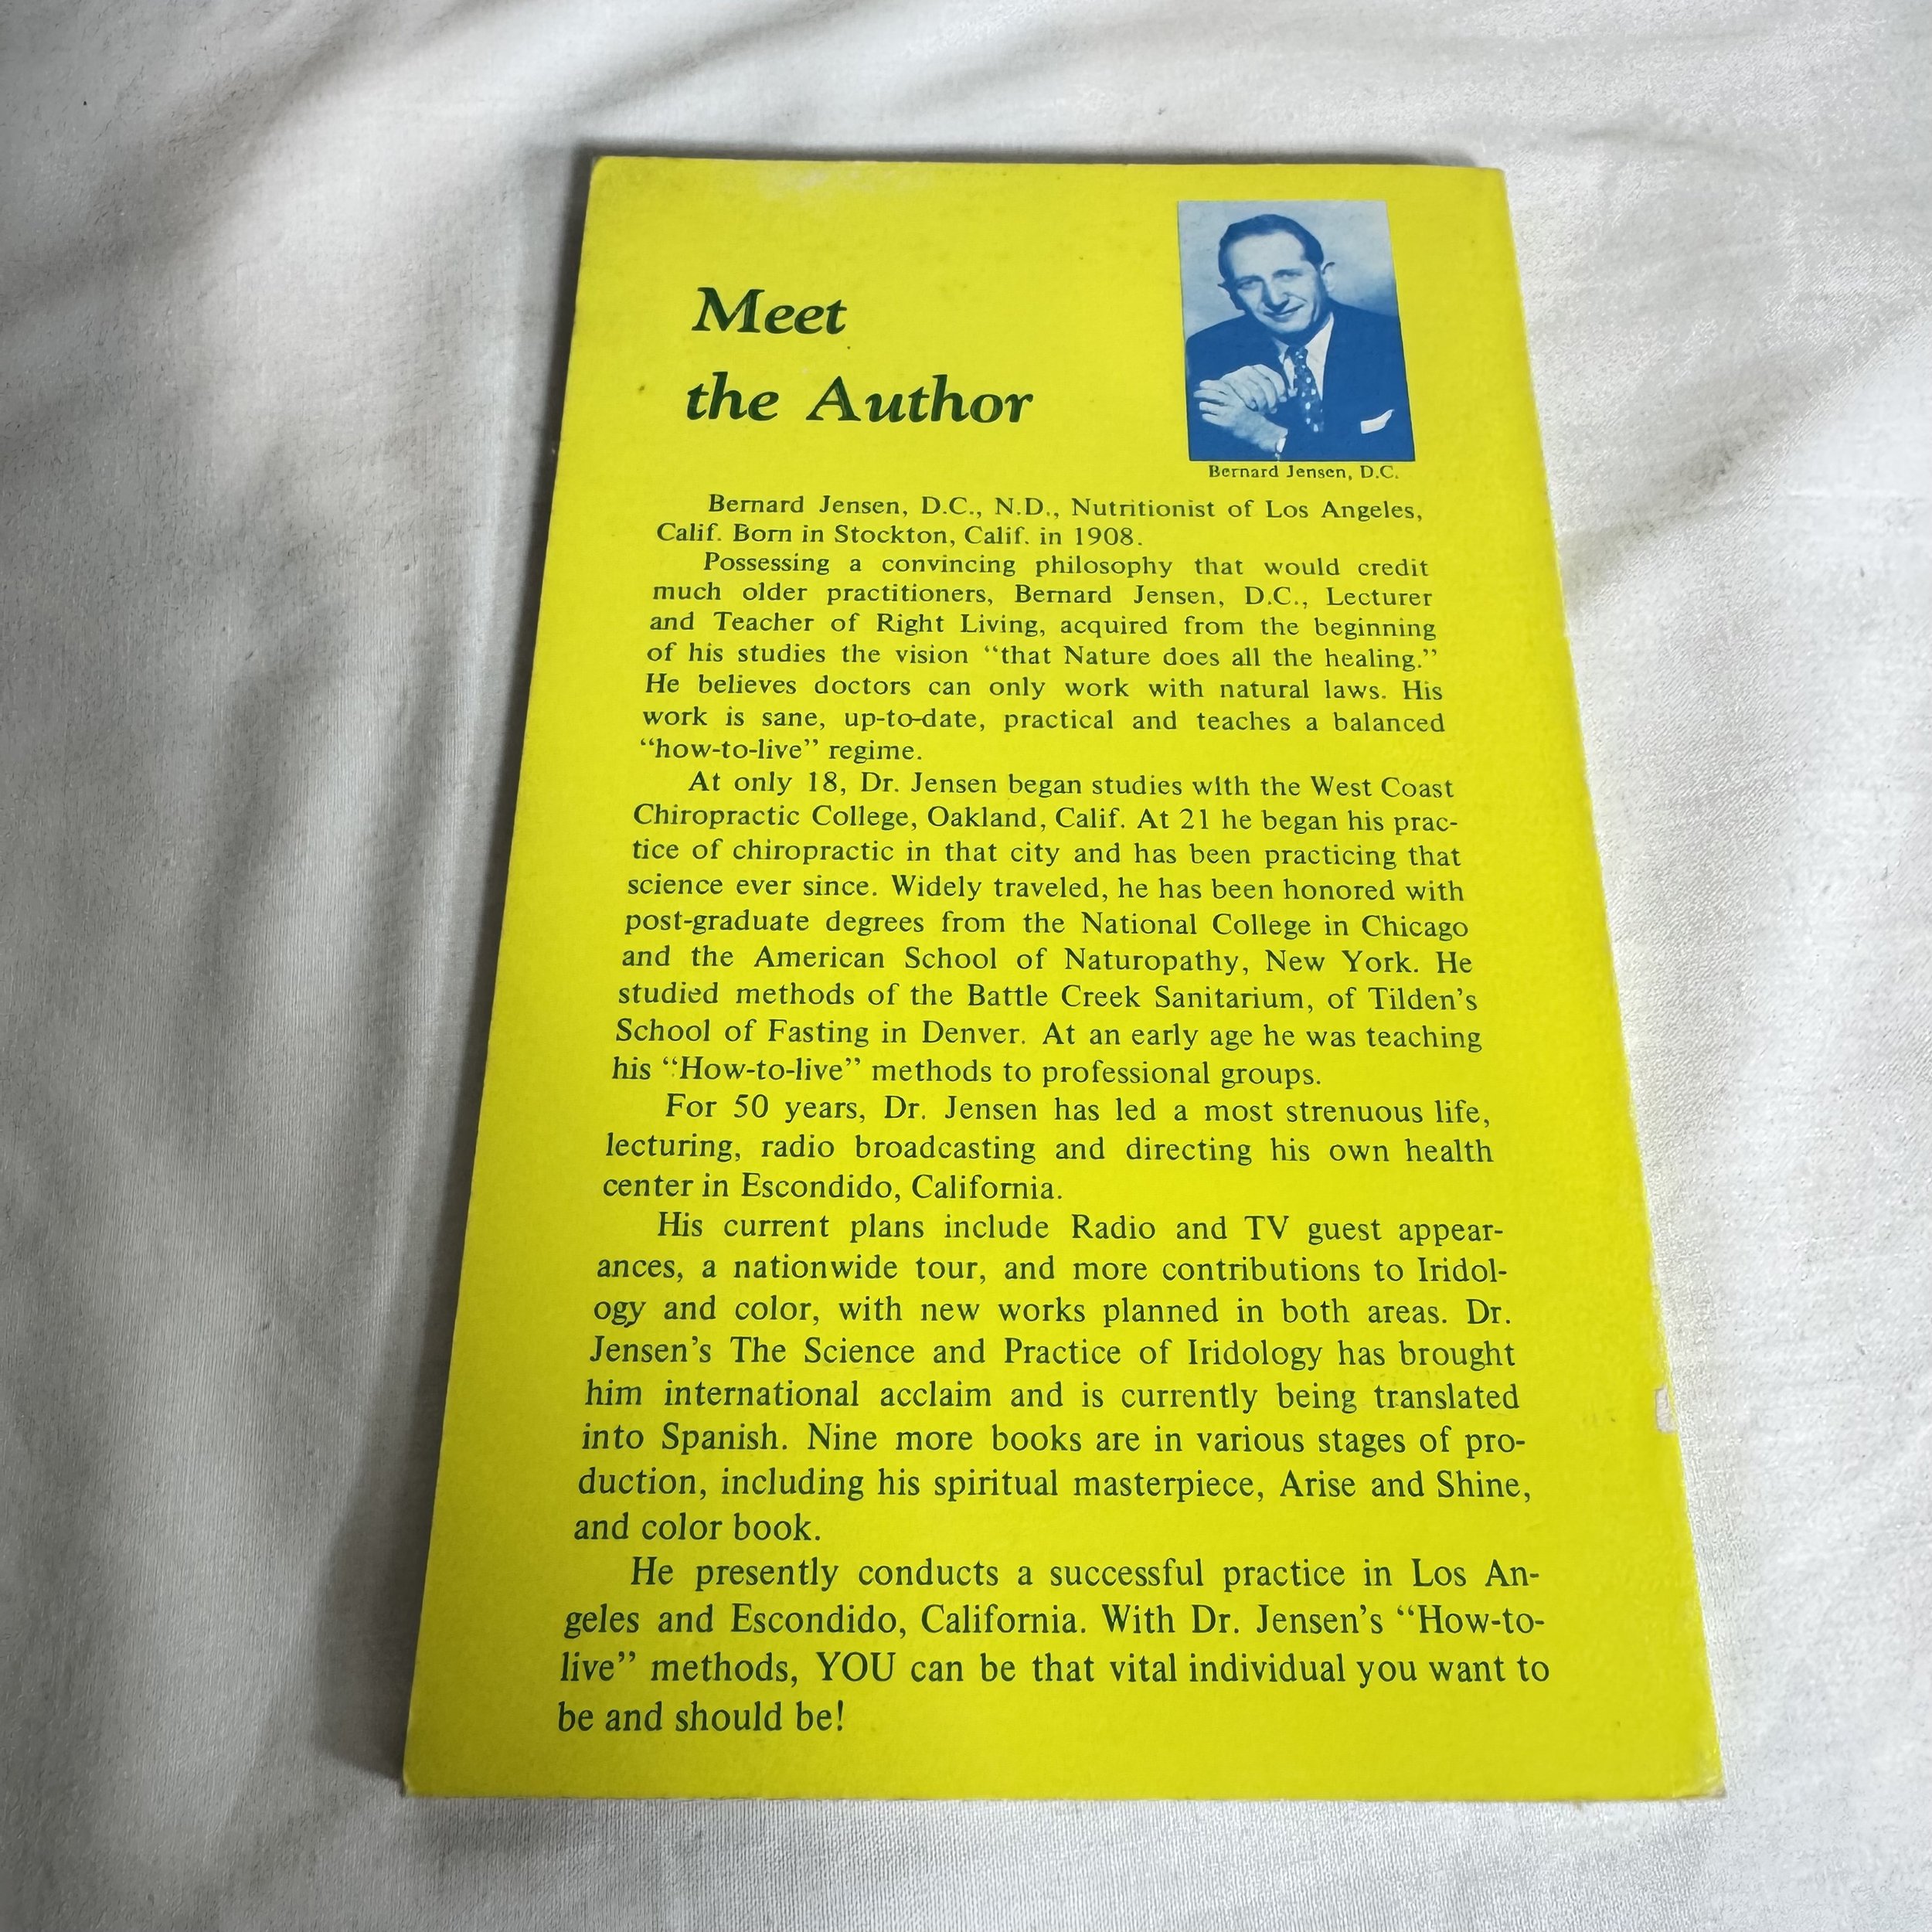 Meet
the Author
Bernard Jensen, D.C.
Bernard Jensen, D.C., N.D., Nutritionist of Los Angeles,
Calif. Born in Stockton, Calif. in 1908.
Possessing a convincing philosophy that would credit
much older practitioners, Bernard Jensen, D.C., Lecturer
and Teacher of Right Living, acquired from the beginning
of his studies the vision “that Nature does all the healing.”
He believes doctors can only work with natural laws. His
work is sane, up-to-date, practical and teaches a balanced
“how-to-live” regime.
At only 18, Dr. Jensen began studies with the West Coast
Chiropractic College, Oakland, Calif. At 21 he began his prac-
tice of chiropractic in that city and has been practicing that
science ever since. Widely traveled, he has been honored with
post-graduate degrees from the National College in Chicago
and the American School of Naturopathy, New York. He
studied methods of the Battle Creek Sanitarium, of Tilden’s
School of Fasting in Denver. At an early age he was teaching
his “How-to-live” methods to professional groups.
For 50 years, Dr. Jensen has led a most strenuous life,
lecturing, radio broadcasting and directing his own health
center in Escondido, California.
His current plans include Radio and TV guest appear-
ances, a nationwide tour, and more contributions to Iridol-
ogy and color, with new works planned in both areas. Dr.
Jensen’s The Science and Practice of Iridology has brought
him international acclaim and is currently being translated
into Spanish. Nine more books are in various stages of pro-
duction, including his spiritual masterpiece, Arise and Shine,
and color book.
He presently conducts a successful practice in Los An-
geles and Escondido, California. With Dr. Jensen’s “How-to-
live” methods, YOU can be that vital individual you want to
be and should be!